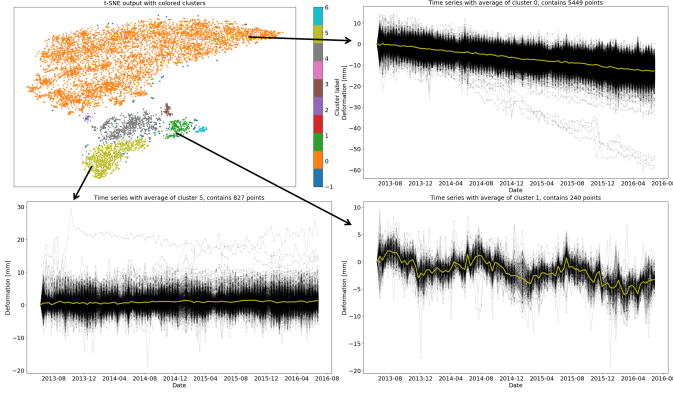 t-SNE output with colored clusters
6
5
4
3
2
1
0
−1
Cluster label
Time series with average of cluster 0, contains 5449 points
Deformation [mm]
10
0
−10
−20
−30
−40
−50
−60
2013-08 2013-12 2014-04 2014-08 2014-12 2015-04 2015-08 2015-12 2016-04 2016-08
Date
Time series with average of cluster 5, contains 827 points
Deformation [mm]
30
20
10
0
−10
−20
2013-08 2013-12 2014-04 2014-08 2014-12 2015-04 2015-08 2015-12 2016-04 2016-08
Date
Time series with average of cluster 1, contains 240 points
Deformation [mm]
10
5
0
−5
−10
−15
−20
2013-08 2013-12 2014-04 2014-08 2014-12 2015-04 2015-08 2015-12 2016-04 2016-08
Date